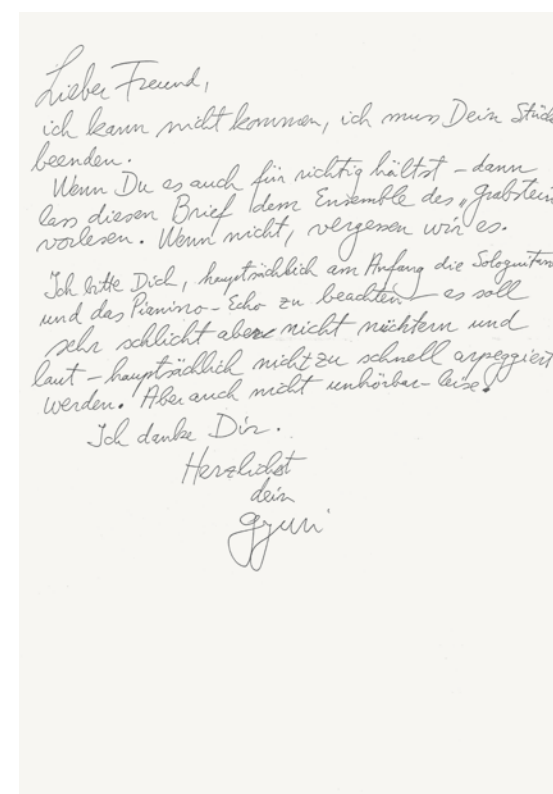 Lieber Freund,
ich kann nicht kommen, ich muss Dein Stück
beenden.
Wenn Du es auch für richtig hältst – dann
lass diesen Brief dem Ensemble des „Grabstein
vorlesen. Wenn nicht, vergessen wir es.
Ich bitte Dich, hauptsächlich am Anfang die Sologuitarre
und das Pianino-Echo zu beachten – es soll
sehr schlicht aber nicht nüchtern und
laut – hauptsächlich nicht zu schnell arpeggiert
werden. Aber auch nicht unhörbar-leise.
Ich danke Dir.
Herzlichst
dein
Gyuri